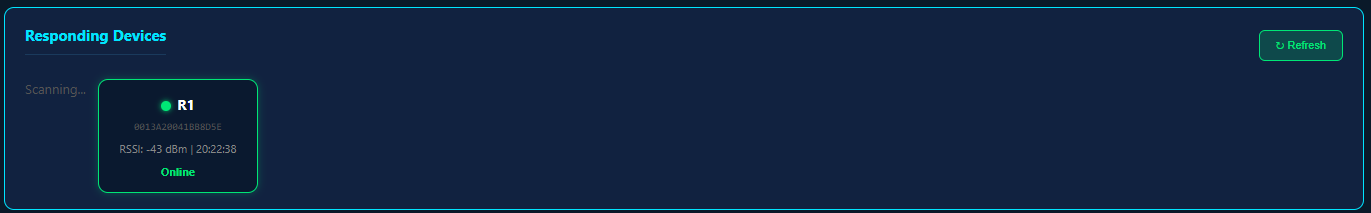 Responding Devices
↻ Refresh
Scanning...
R1
0013A20041BB8D5E
RSSI: -43 dBm | 20:22:38
Online